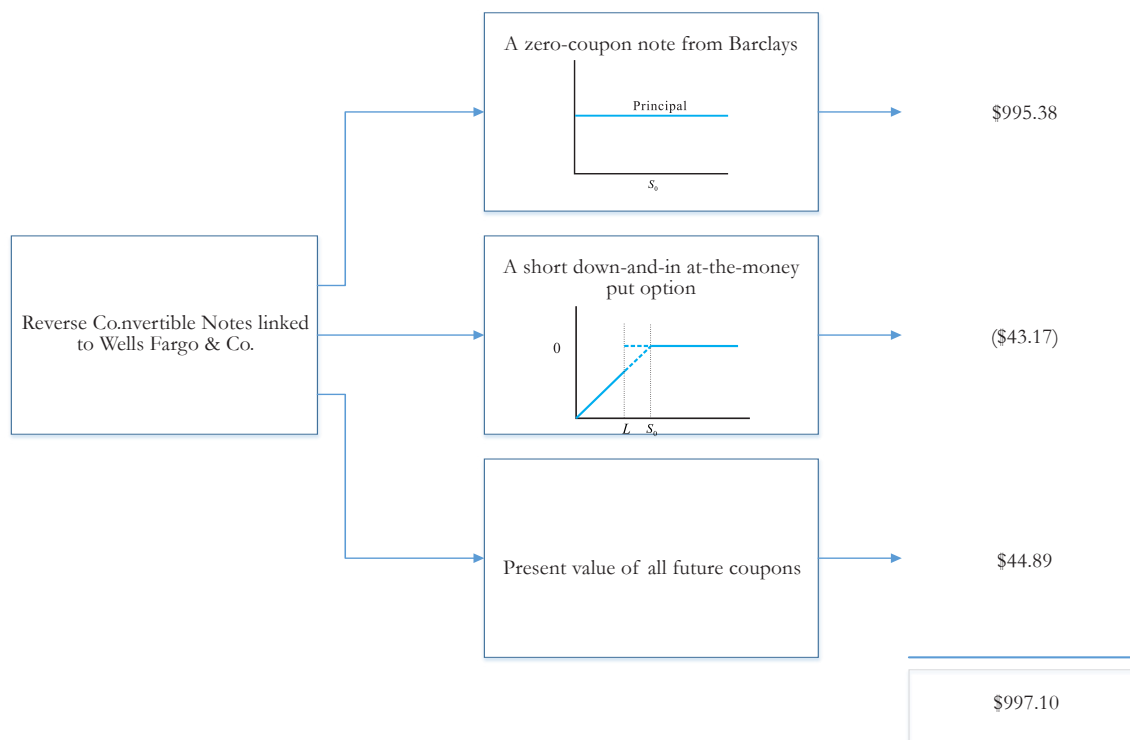 A zero-coupon note from Barclays
Principal
S₀
$995.38
Reverse Co.nvertible Notes linked
to Wells Fargo & Co.
A short down-and-in at-the-money
put option
0
L S₀
($43.17)
Present value of all future coupons
$44.89
$997.10